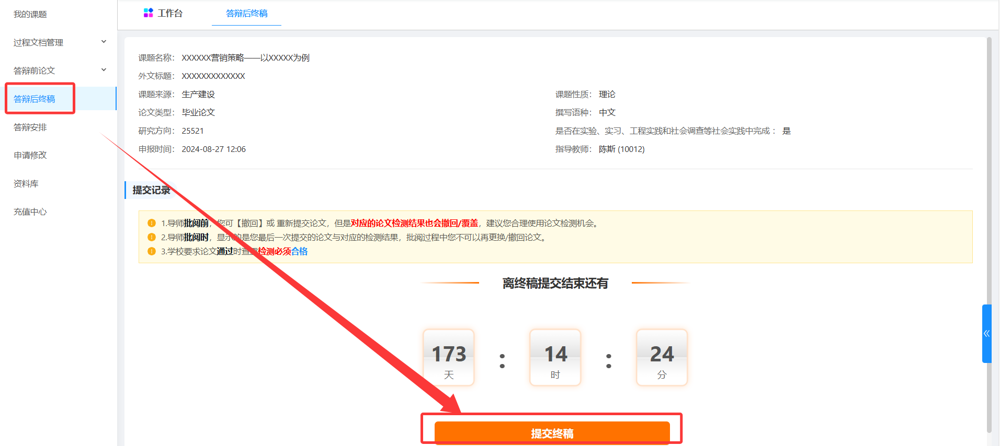 我的课题
过程文档管理
答辩前论文
答辩后终稿
答辩安排
申请修改
资料库
充值中心
工作台
答辩后终稿
课题名称： XXXXXX营销策略——以XXXXX为例
外文标题： XXXXXXXXXXXXX
课题来源： 生产建设
课题性质： 理论
论文类型： 毕业论文
撰写语种： 中文
研究方向： 25521
是否在实验、实习、工程实践和社会调查等社会实践中完成： 是
申报时间： 2024-08-27 12:06
指导教师： 陈斯 (10012)
提交记录
1.导师批阅前，您可【撤回】或 重新提交论文，但是对应的论文检测结果也会撤回/覆盖，建议您合理使用论文检测机会。
2.导师批阅时，显示的是您最后一次提交的论文与对应的检测结果，批阅过程中您不可以再更换/撤回论文。
3.学校要求论文通过时查重检测必须合格
离终稿提交结束还有
173 : 14 : 24
天 时 分
提交终稿